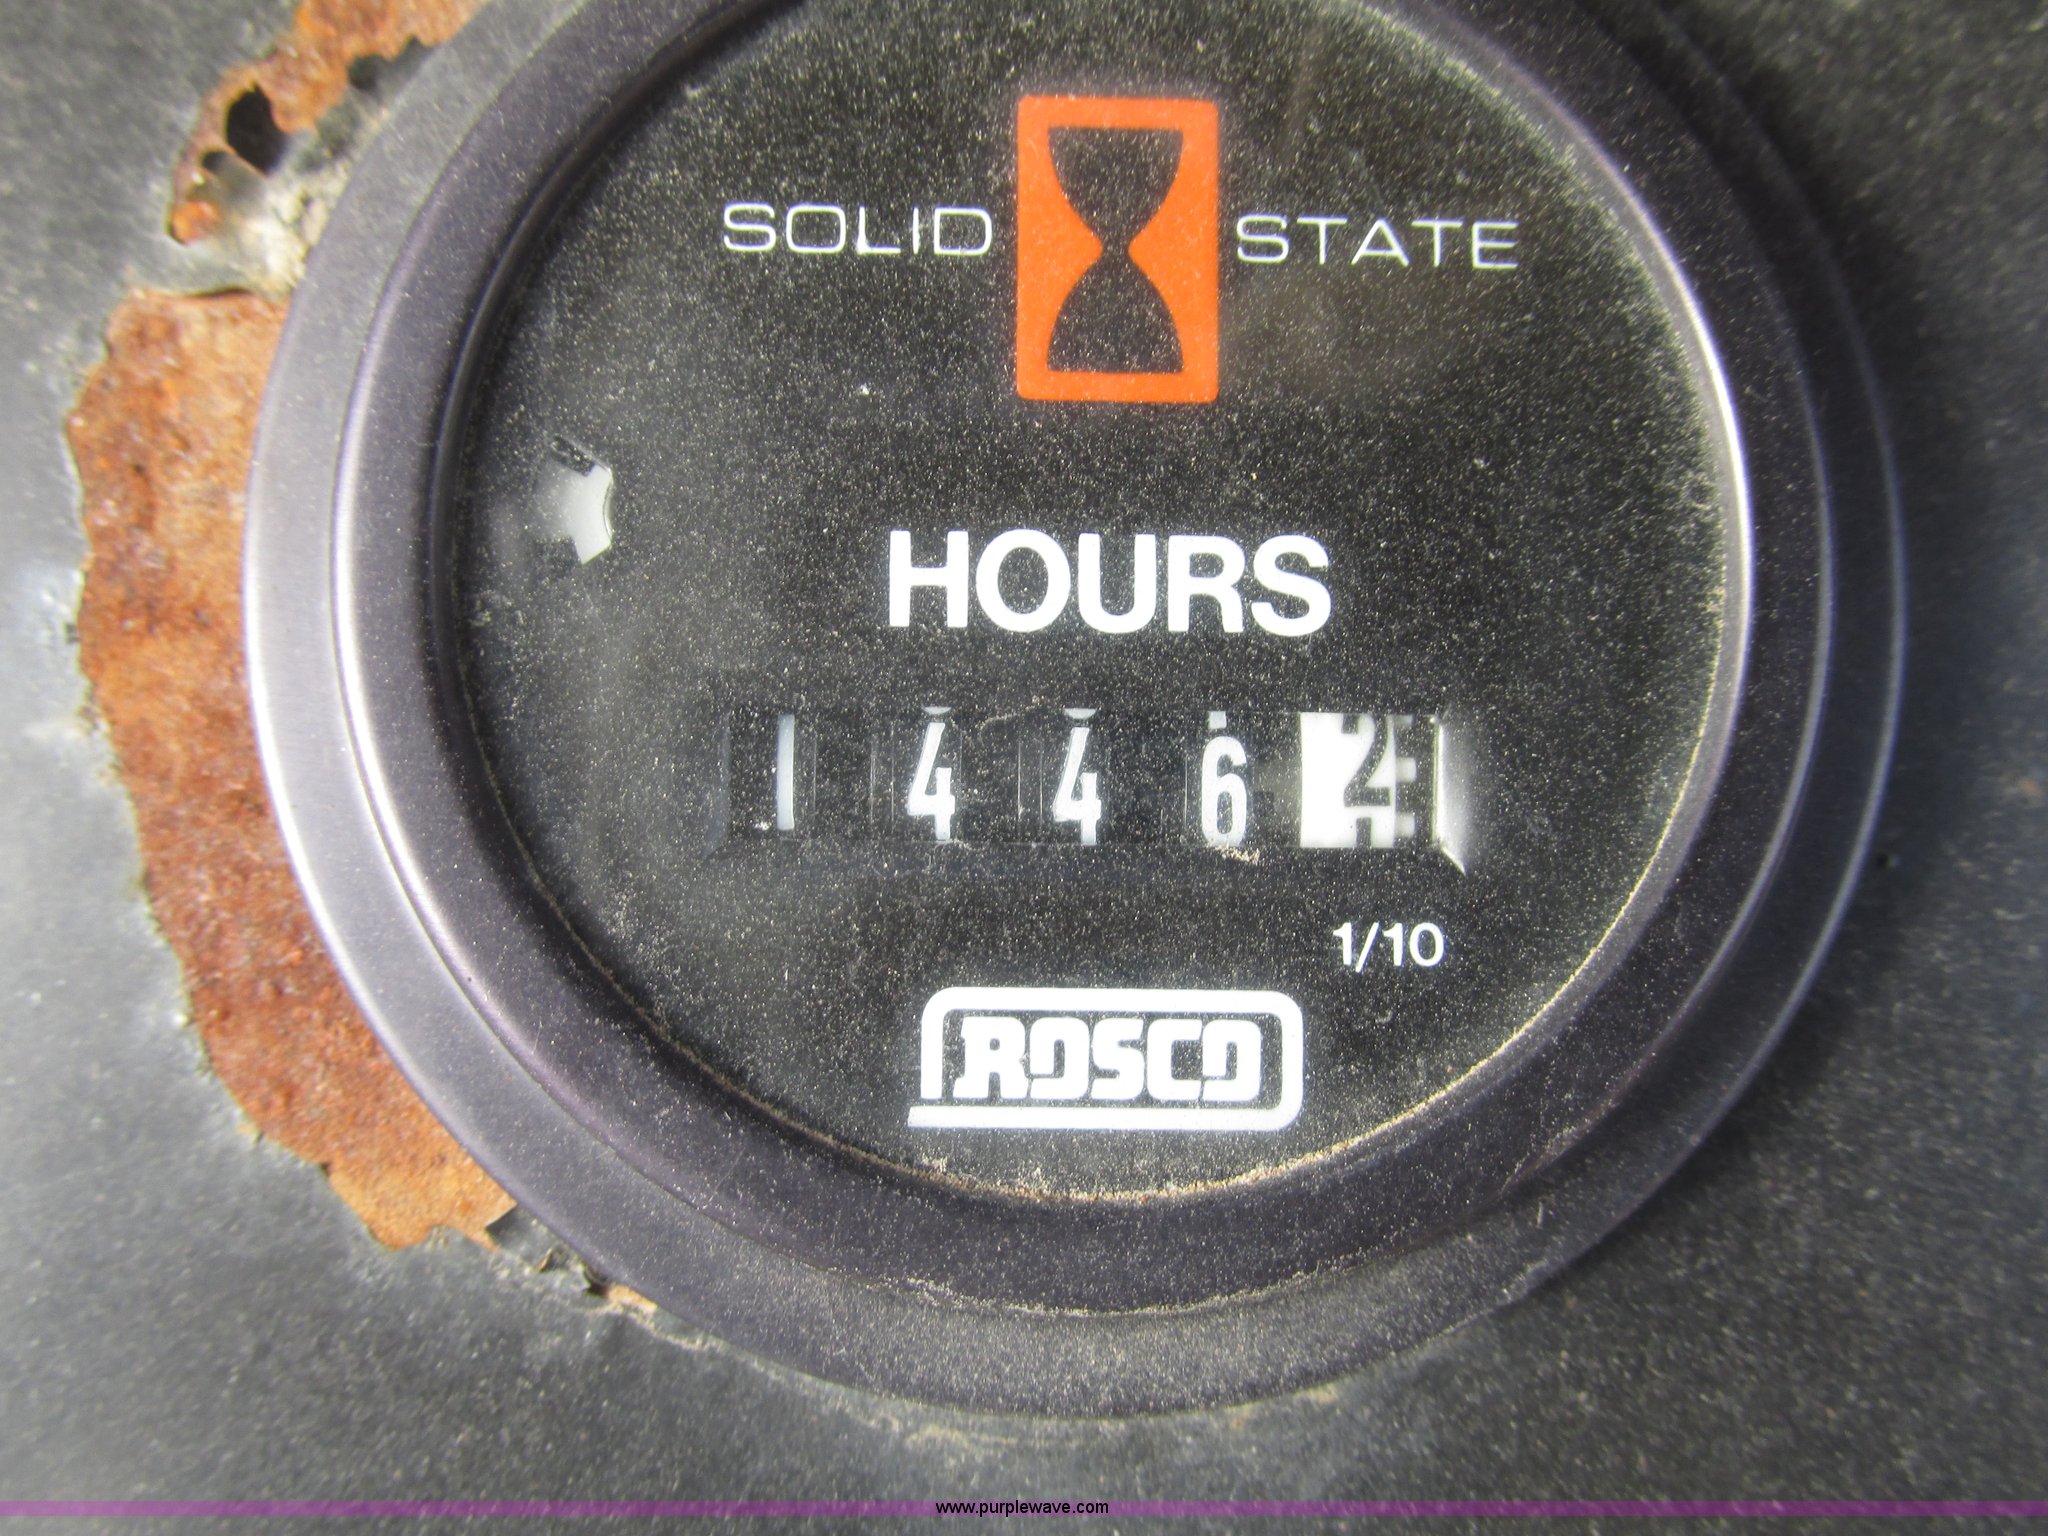 SOLID STATE
HOURS
1 4 4 6 2
1/10
ROSCO
www.purplewave.com